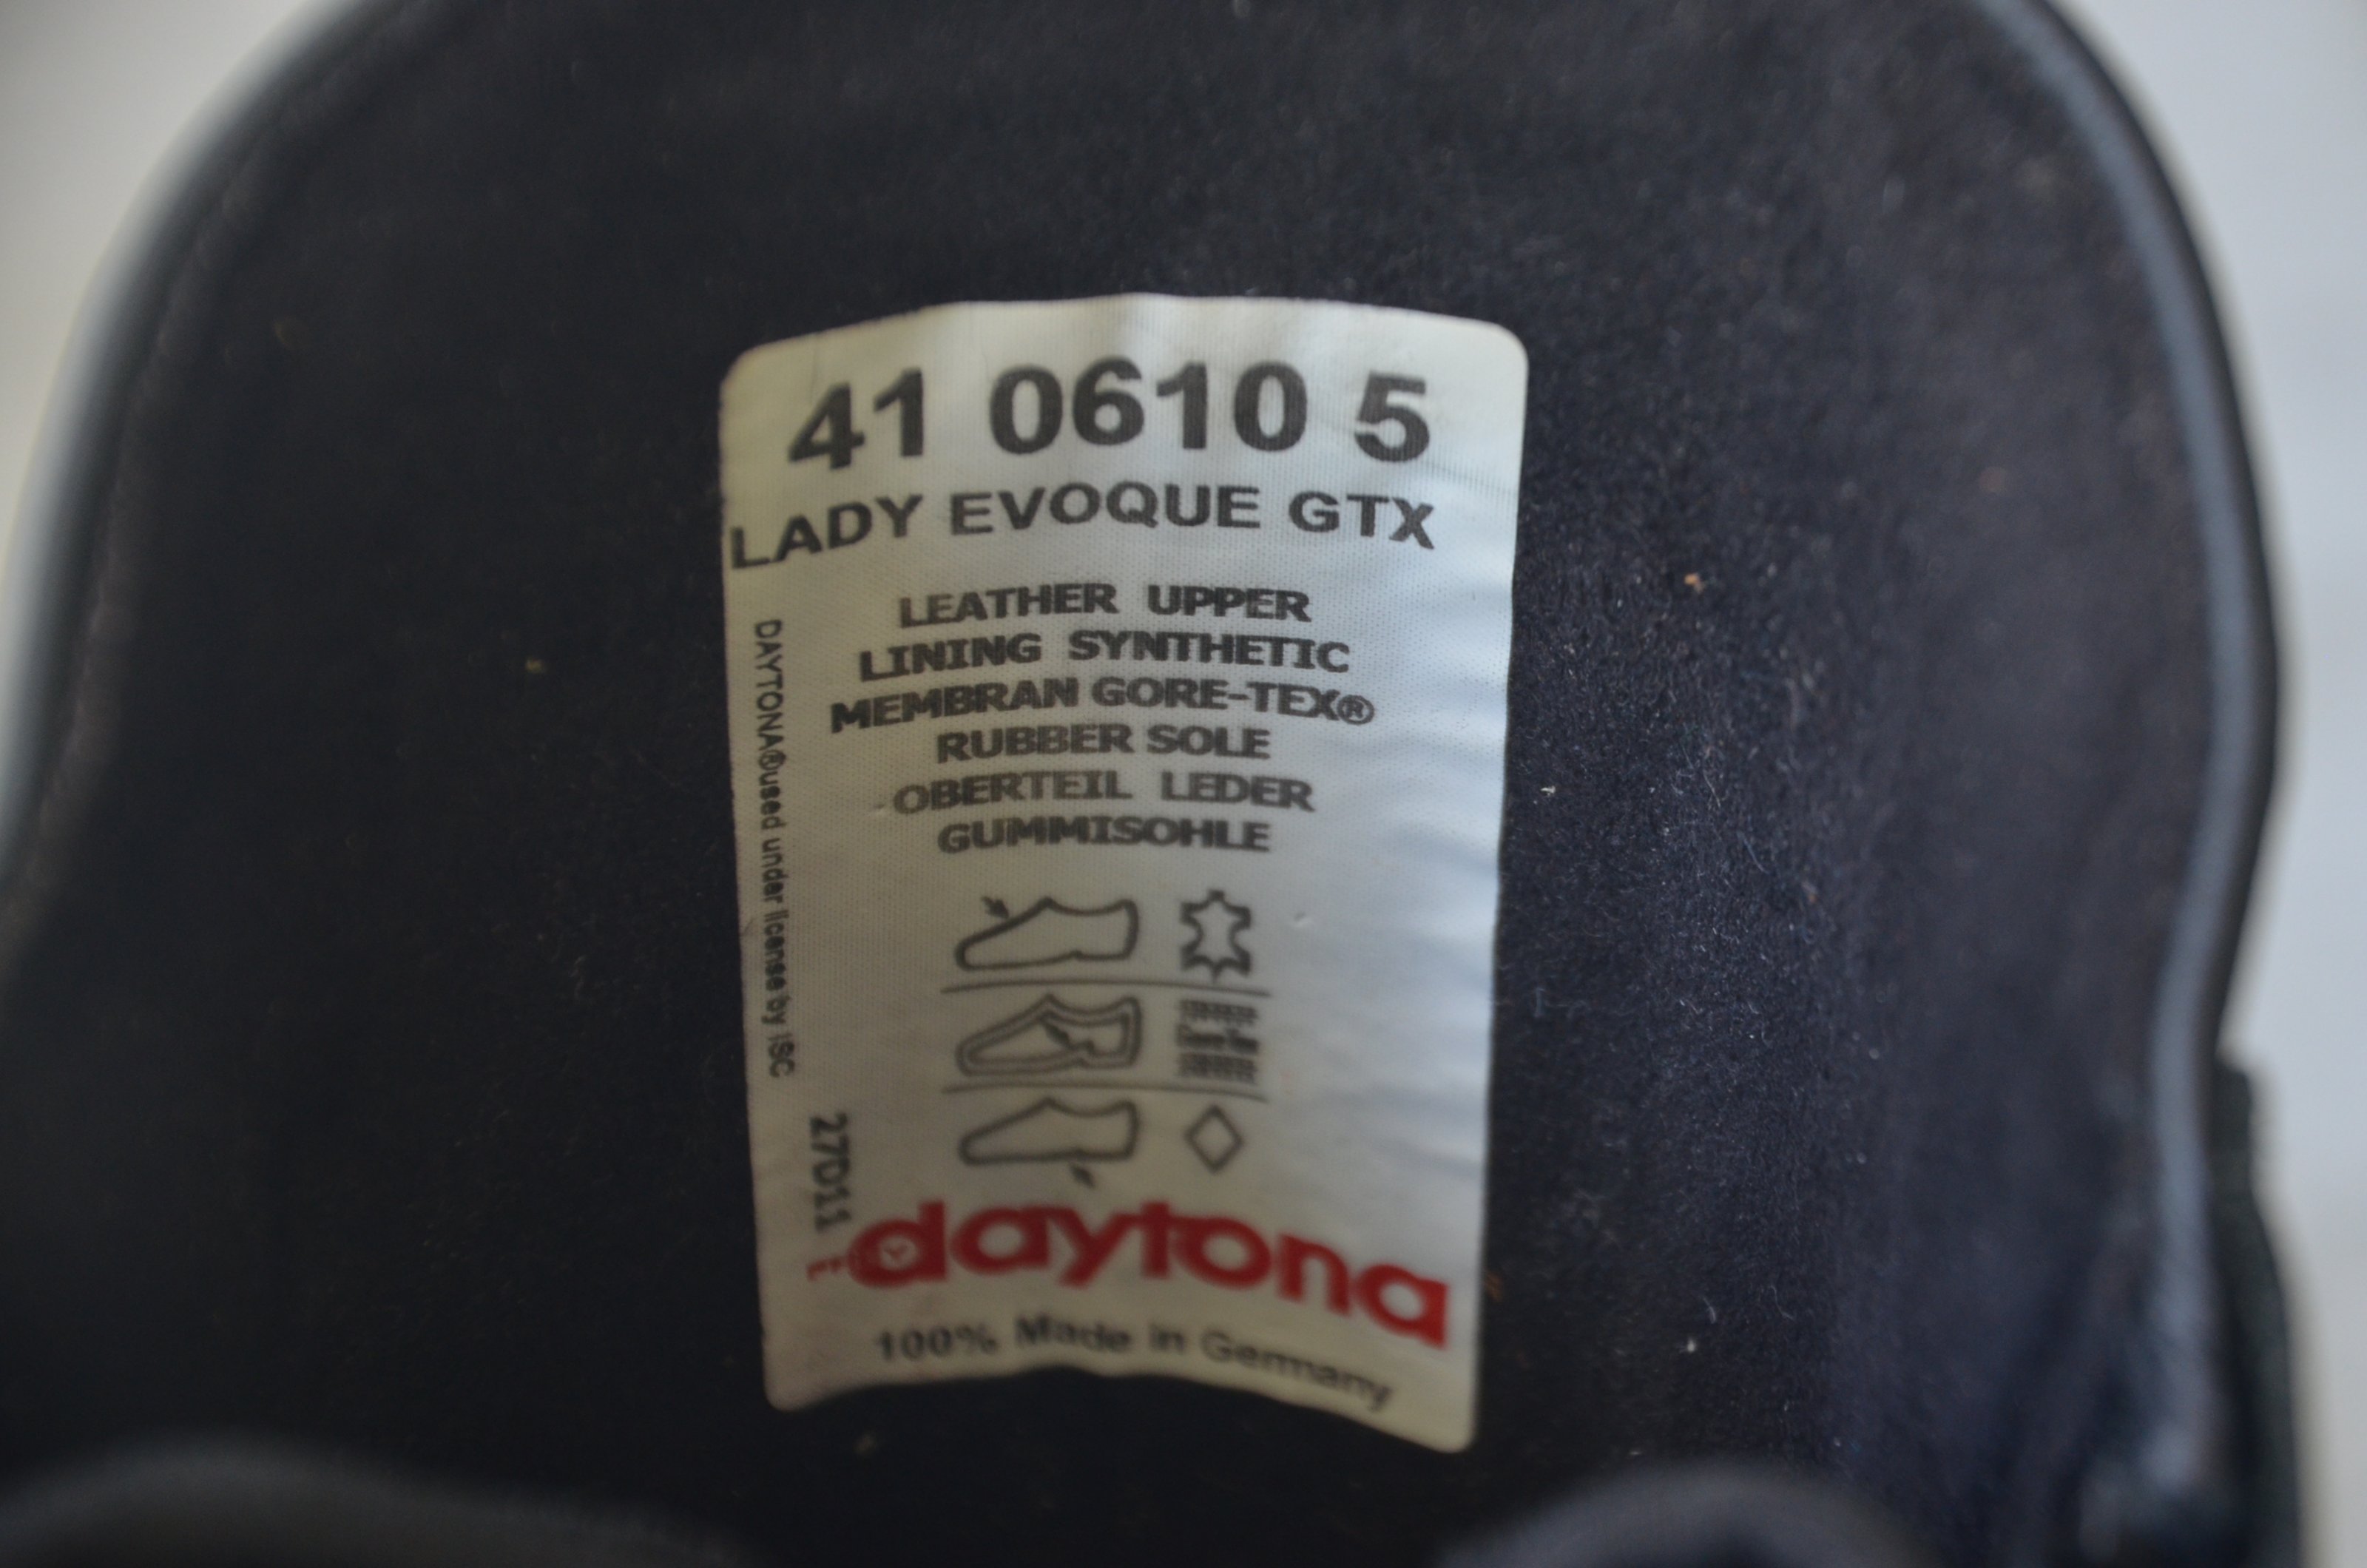 41 0610 5
LADY EVOQUE GTX
LEATHER UPPER
LINING SYNTHETIC
MEMBRAN GORE-TEX®
RUBBER SOLE
OBERTEIL LEDER
GUMMISOHLE
DAYTONA®used under license by ISC
27011
daytona
100% Made in Germany